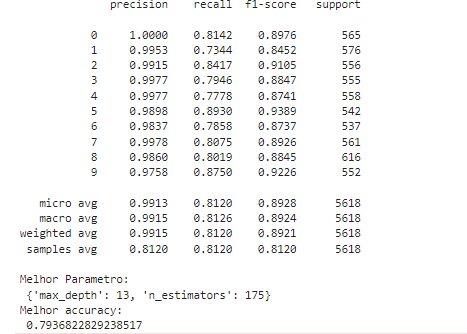 precision recall f1-score support
0 1.0000 0.8142 0.8976 565
1 0.9953 0.7344 0.8452 576
2 0.9915 0.8417 0.9105 556
3 0.9977 0.7946 0.8847 555
4 0.9977 0.7778 0.8741 558
5 0.9898 0.8930 0.9389 542
6 0.9837 0.7858 0.8737 537
7 0.9978 0.8075 0.8926 561
8 0.9860 0.8019 0.8845 616
9 0.9758 0.8750 0.9226 552
micro avg 0.9913 0.8120 0.8928 5618
macro avg 0.9915 0.8126 0.8924 5618
weighted avg 0.9915 0.8120 0.8921 5618
samples avg 0.8120 0.8120 0.8120 5618
Melhor Parametro:
{'max_depth': 13, 'n_estimators': 175}
Melhor accuracy:
0.7936822829238517